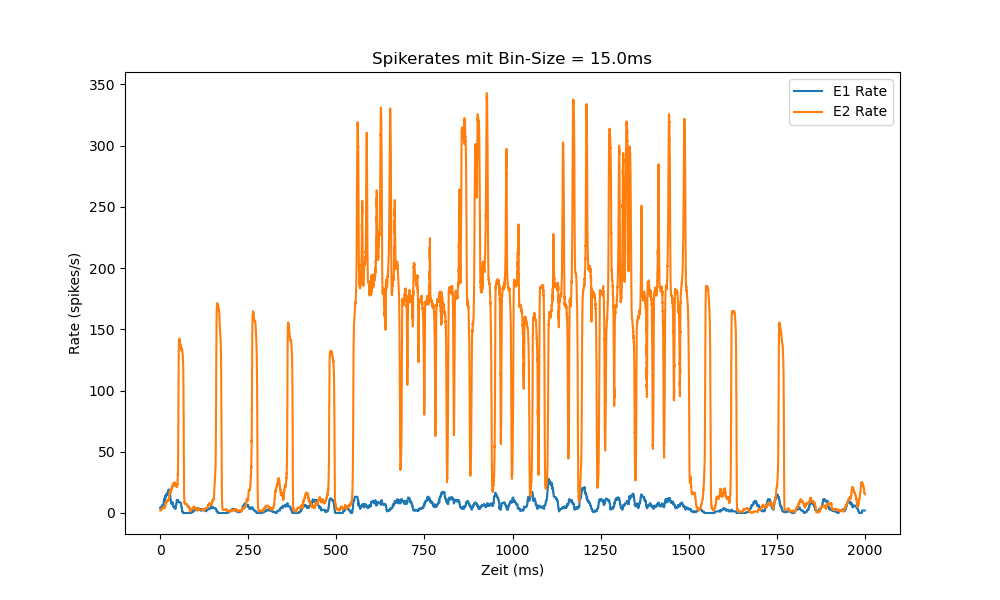 Spikerates mit Bin-Size = 15.0ms
E1 Rate
E2 Rate
Rate (spikes/s)
350
300
250
200
150
100
50
0
0 250 500 750 1000 1250 1500 1750 2000
Zeit (ms)